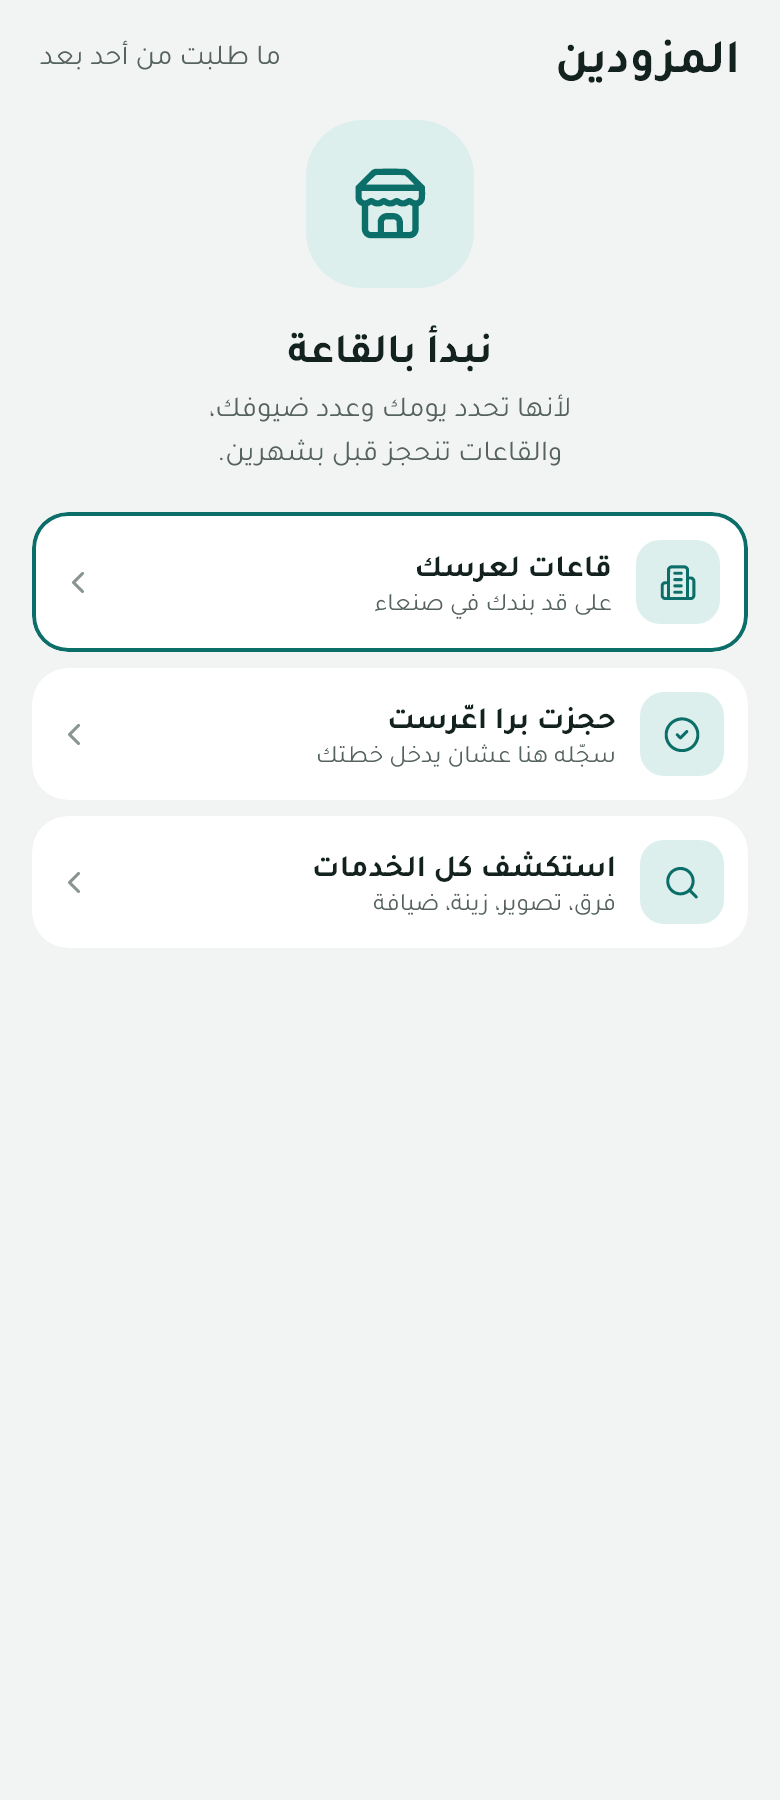 المزودين
ما طلبت من أحد بعد
نبدأ بالقاعة
لأنها تحدد يومك وعدد ضيوفك،
والقاعات تنحجز قبل بشهرين.
قاعات لعرسك
على قد بندك في صنعاء
حجزت برا اعّرست
سجّله هنا عشان يدخل خطتك
استكشف كل الخدمات
فرق، تصوير، زينة، ضيافة